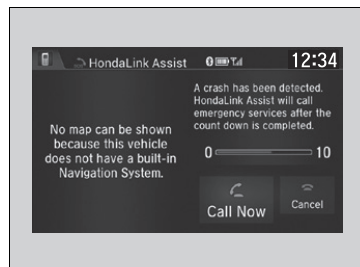 HondaLink Assist
12:34
No map can be shown
because this vehicle
does not have a built-in
Navigation System.
A crash has been detected.
HondaLink Assist will call
emergency services after the
count down is completed.
0 10
Call Now
Cancel